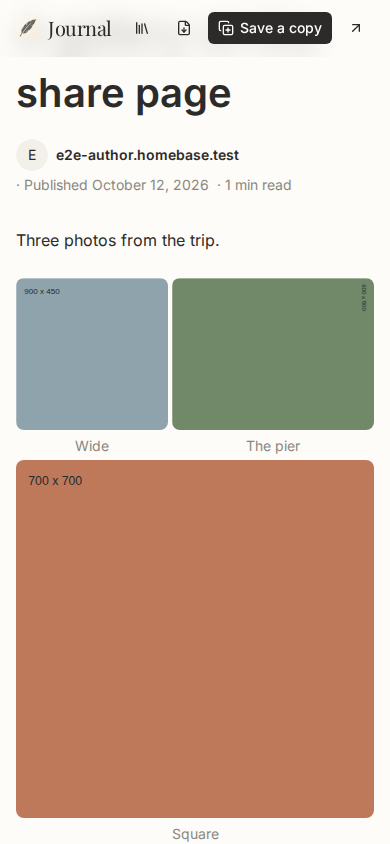 Journal
Save a copy
share page
E
e2e-author.homebase.test
· Published October 12, 2026 · 1 min read
Three photos from the trip.
900 x 450
Wide
The pier
700 x 700
Square